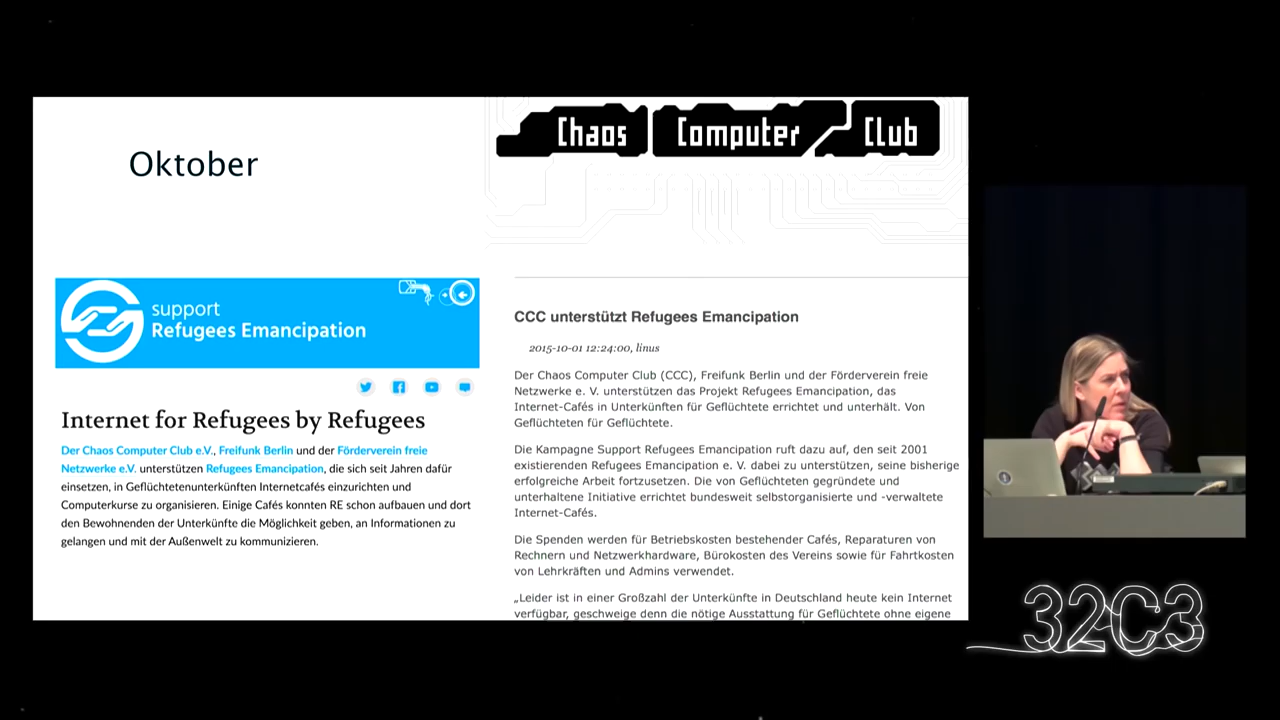 Oktober
Chaos Computer Club
support
Refugees Emancipation
Internet for Refugees by Refugees
Der Chaos Computer Club e.V., Freifunk Berlin und der Förderverein freie
Netzwerke e.V. unterstützen Refugees Emancipation, die sich seit Jahren dafür
einsetzen, in Geflüchtetenunterkünften Internetcafés einzurichten und
Computerkurse zu organisieren. Einige Cafés konnten RE schon aufbauen und dort
den Bewohnenden der Unterkünfte die Möglichkeit geben, an Informationen zu
gelangen und mit der Außenwelt zu kommunizieren.
CCC unterstützt Refugees Emancipation
2015-10-01 12:24:00, linus
Der Chaos Computer Club (CCC), Freifunk Berlin und der Förderverein freie
Netzwerke e. V. unterstützen das Projekt Refugees Emancipation, das
Internet-Cafés in Unterkünften für Geflüchtete errichtet und unterhält. Von
Geflüchteten für Geflüchtete.
Die Kampagne Support Refugees Emancipation ruft dazu auf, den seit 2001
existierenden Refugees Emancipation e. V. dabei zu unterstützen, seine bisherige
erfolgreiche Arbeit fortzusetzen. Die von Geflüchteten gegründete und
unterhaltene Initiative errichtet bundesweit selbstorganisierte und -verwaltete
Internet-Cafés.
Die Spenden werden für Betriebskosten bestehender Cafés, Reparaturen von
Rechnern und Netzwerkhardware, Bürokosten des Vereins sowie für Fahrtkosten
von Lehrkräften und Admins verwendet.
„Leider ist in einer Großzahl der Unterkünfte in Deutschland heute kein Internet
verfügbar, geschweige denn die nötige Ausstattung für Geflüchtete ohne eigene
32C3